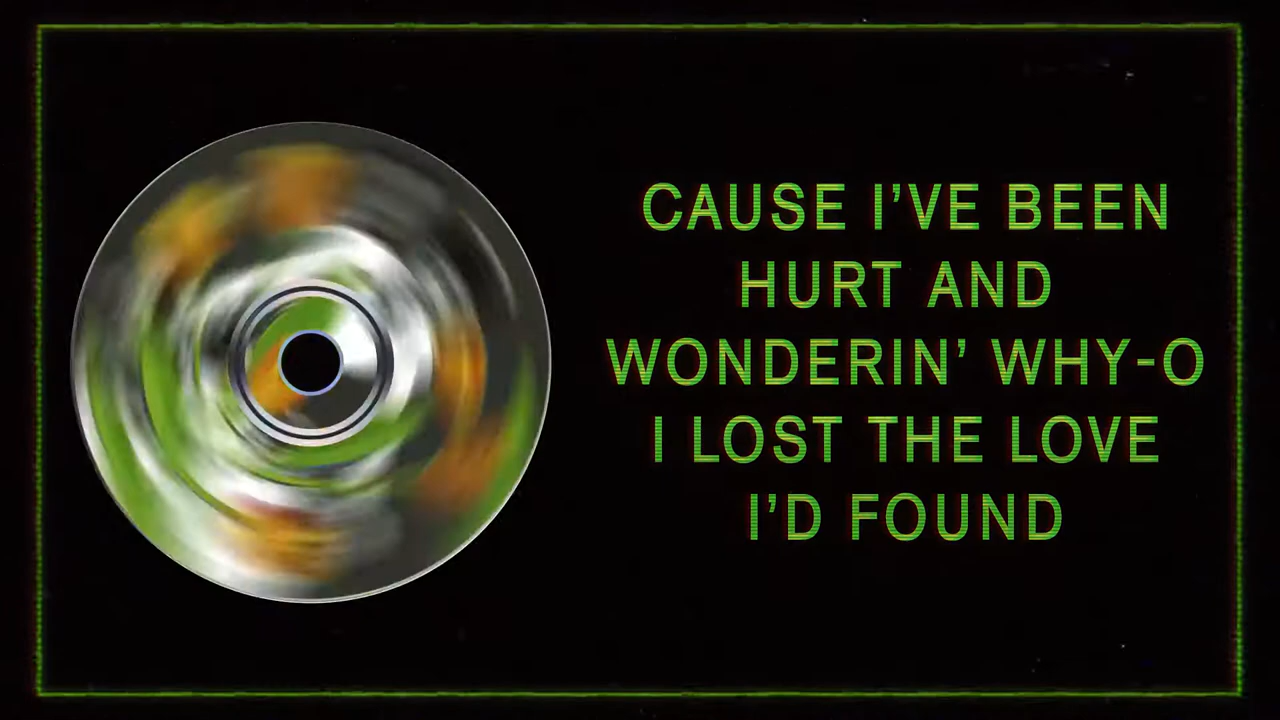 CAUSE I'VE BEEN
HURT AND
WONDERIN' WHY-O
I LOST THE LOVE
I'D FOUND